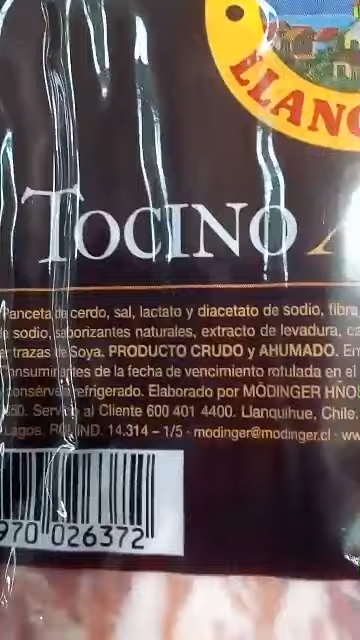 LLANQ
TOCINO A
Panceta de cerdo, sal, lactato y diacetato de sodio, fibra
de sodio, saborizantes naturales, extracto de levadura, ca
trazas de Soya. PRODUCTO CRUDO y AHUMADO. En
Consumir antes de la fecha de vencimiento rotulada en el
consérvese refrigerado. Elaborado por MÖDINGER HNOS
Servicio al Cliente 600 401 4400. Llanquihue, Chile.
Lagos. ROL IND. 14.314 – 1/5 - modinger@modinger.cl - ww
970 026372